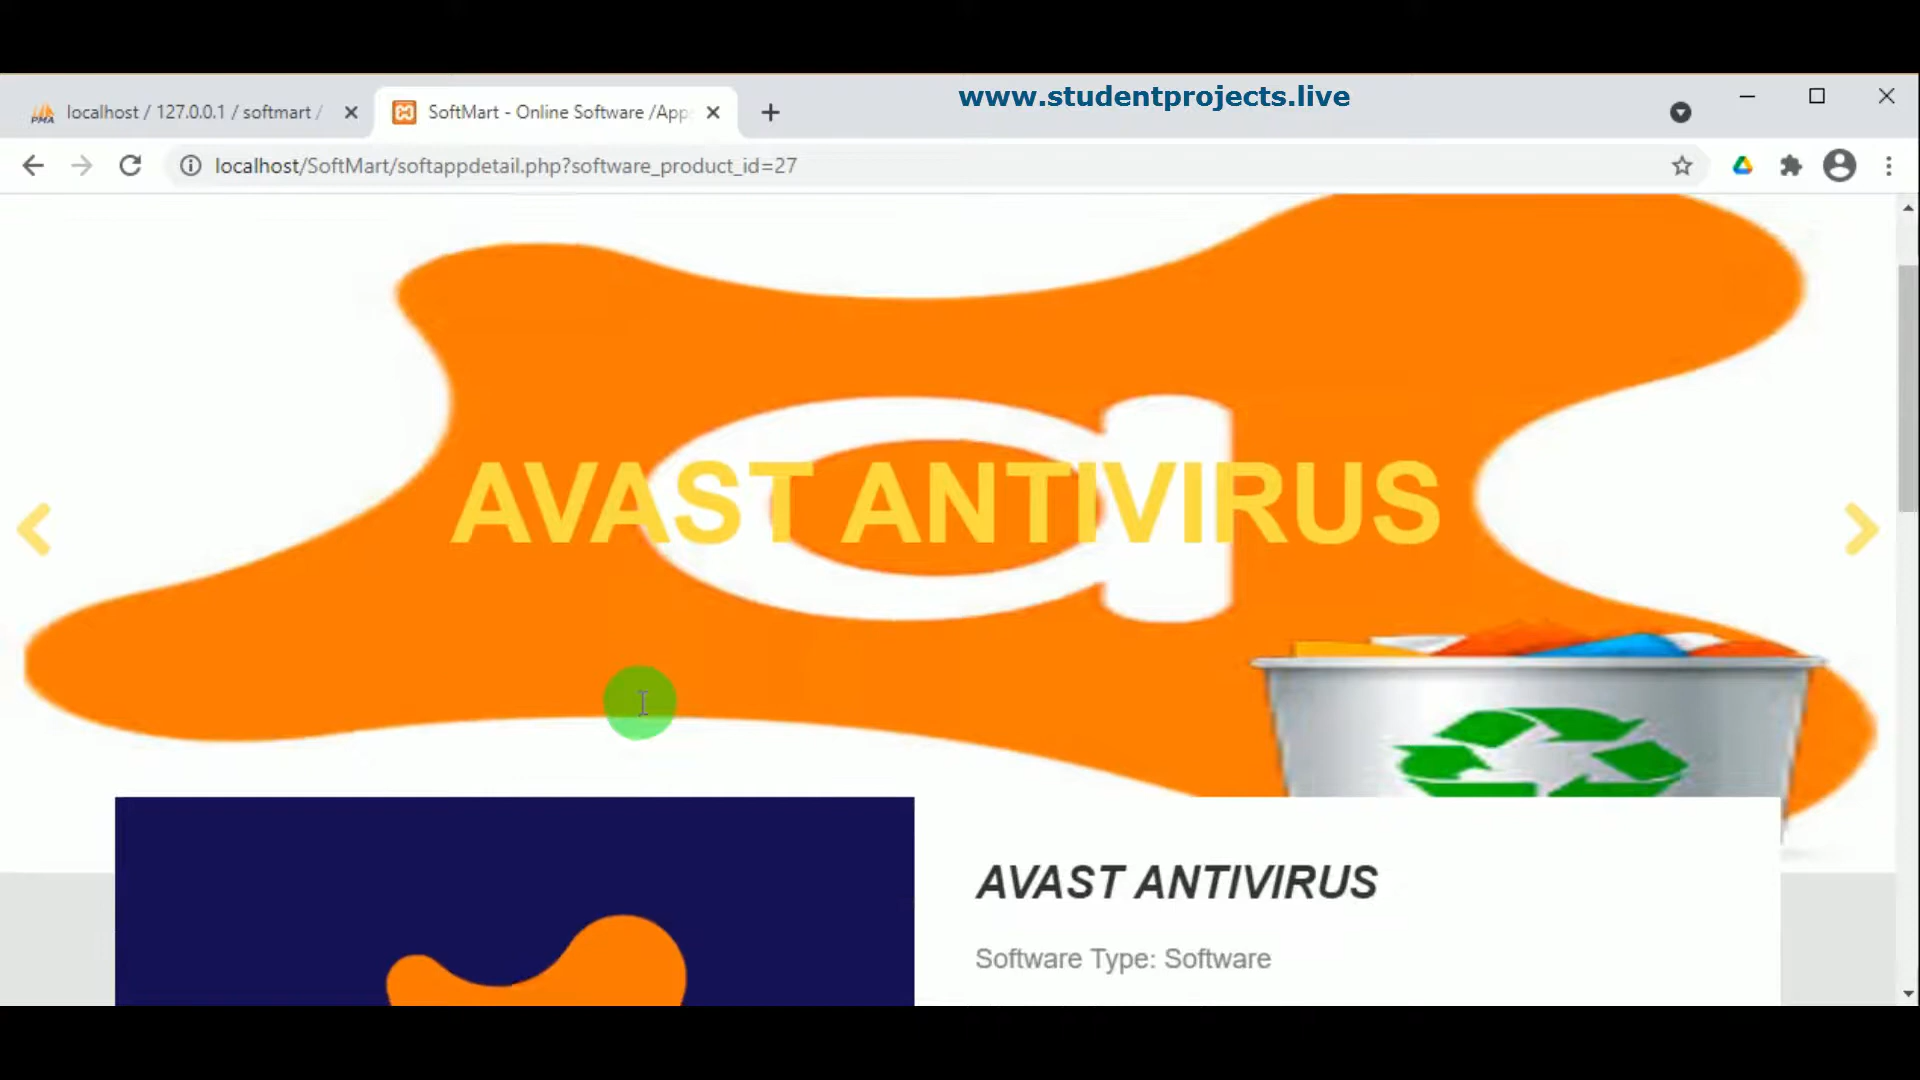 www.studentprojects.live
localhost / 127.0.0.1 / softmart /
SoftMart - Online Software /App
localhost/SoftMart/softappdetail.php?software_product_id=27
AVAST ANTIVIRUS
AVAST ANTIVIRUS
Software Type: Software